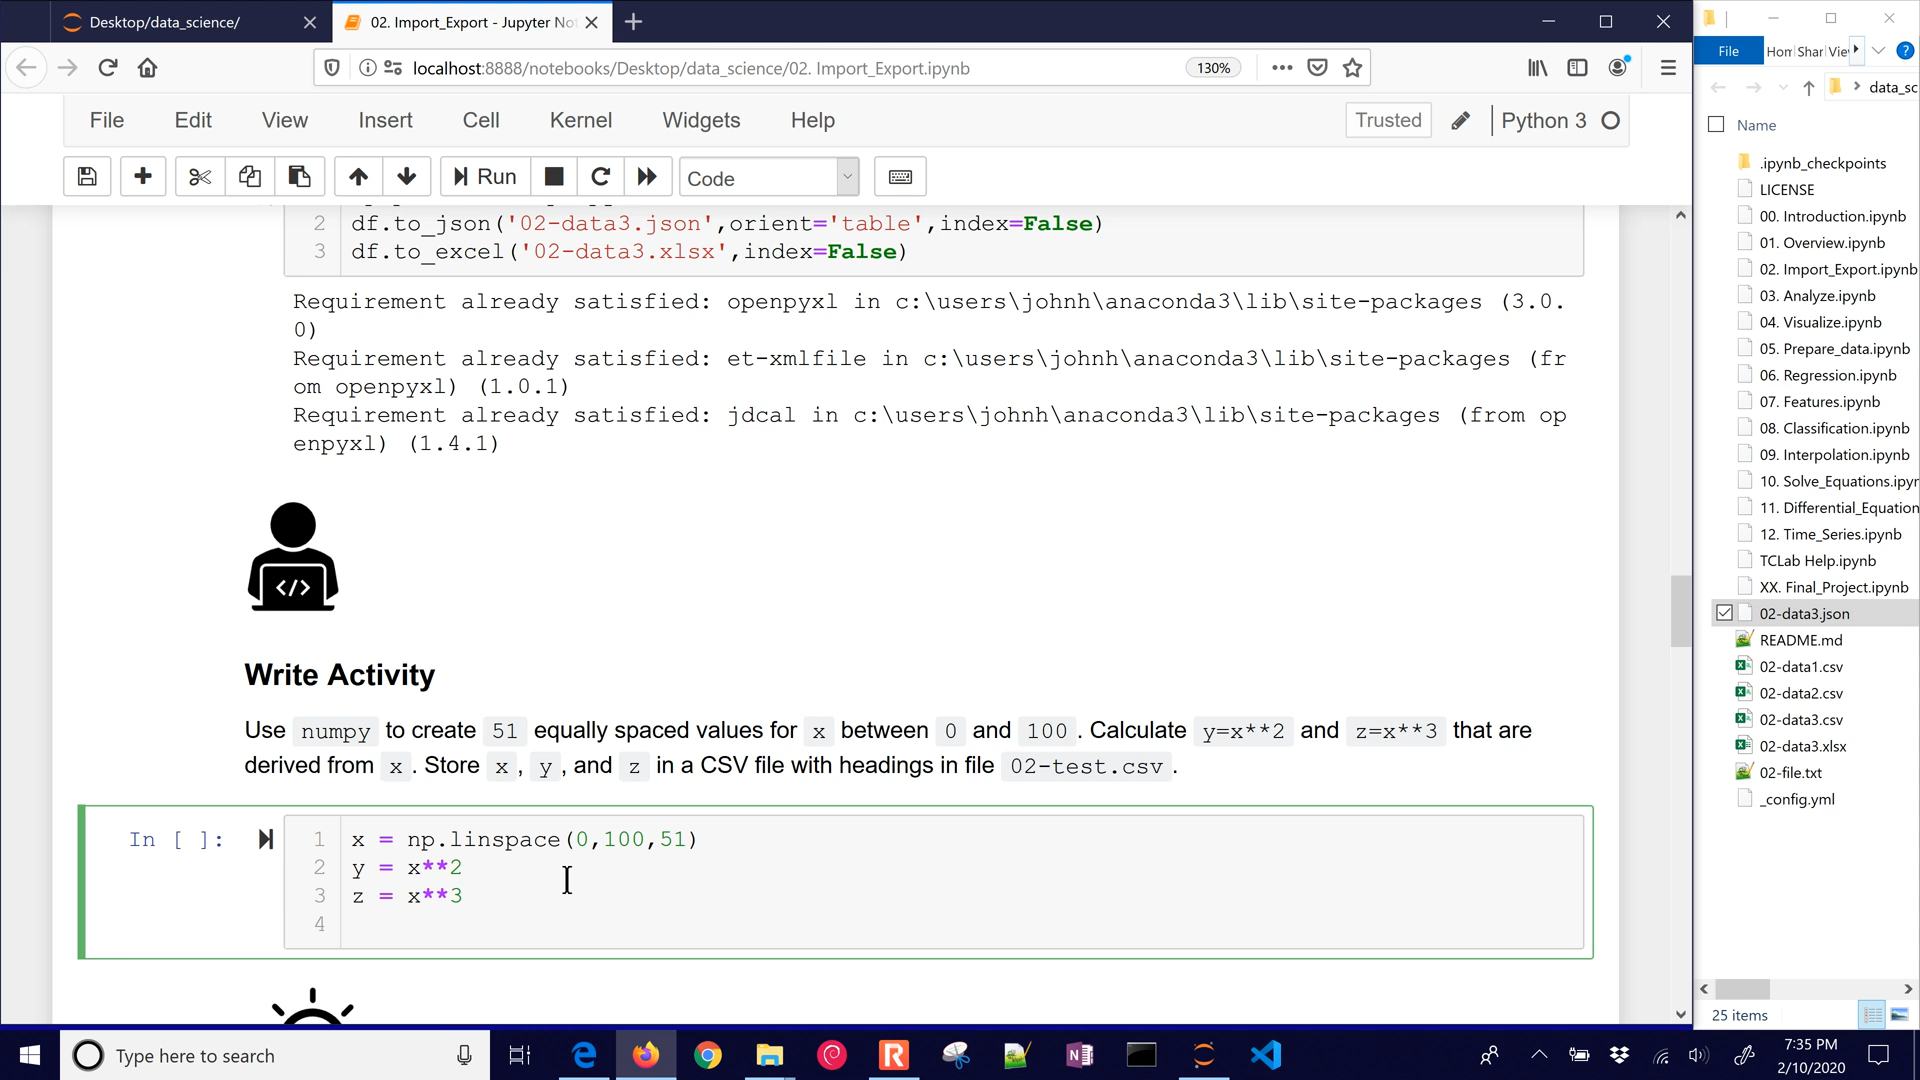 Desktop/data_science/
02. Import_Export - Jupyter No
localhost:8888/notebooks/Desktop/data_science/02. Import_Export.ipynb
130%
File Edit View Insert Cell Kernel Widgets Help
Trusted
Python 3
Run
Code
2 df.to_json('02-data3.json',orient='table',index=False)
3 df.to_excel('02-data3.xlsx',index=False)
Requirement already satisfied: openpyxl in c:\users\johnh\anaconda3\lib\site-packages (3.0.
0)
Requirement already satisfied: et-xmlfile in c:\users\johnh\anaconda3\lib\site-packages (fr
om openpyxl) (1.0.1)
Requirement already satisfied: jdcal in c:\users\johnh\anaconda3\lib\site-packages (from op
enpyxl) (1.4.1)
</>
Write Activity
Use numpy to create 51 equally spaced values for x between 0 and 100 . Calculate y=x**2 and z=x**3 that are
derived from x . Store x , y , and z in a CSV file with headings in file 02-test.csv .
In [ ]:
1 x = np.linspace(0,100,51)
2 y = x**2
3 z = x**3
4
File Hom Shar Vie
data_sc
Name
.ipynb_checkpoints
LICENSE
00. Introduction.ipynb
01. Overview.ipynb
02. Import_Export.ipynb
03. Analyze.ipynb
04. Visualize.ipynb
05. Prepare_data.ipynb
06. Regression.ipynb
07. Features.ipynb
08. Classification.ipynb
09. Interpolation.ipynb
10. Solve_Equations.ipyn
11. Differential_Equation
12. Time_Series.ipynb
TCLab Help.ipynb
XX. Final_Project.ipynb
02-data3.json
README.md
02-data1.csv
02-data2.csv
02-data3.csv
02-data3.xlsx
02-file.txt
_config.yml
25 items
Type here to search
7:35 PM
2/10/2020